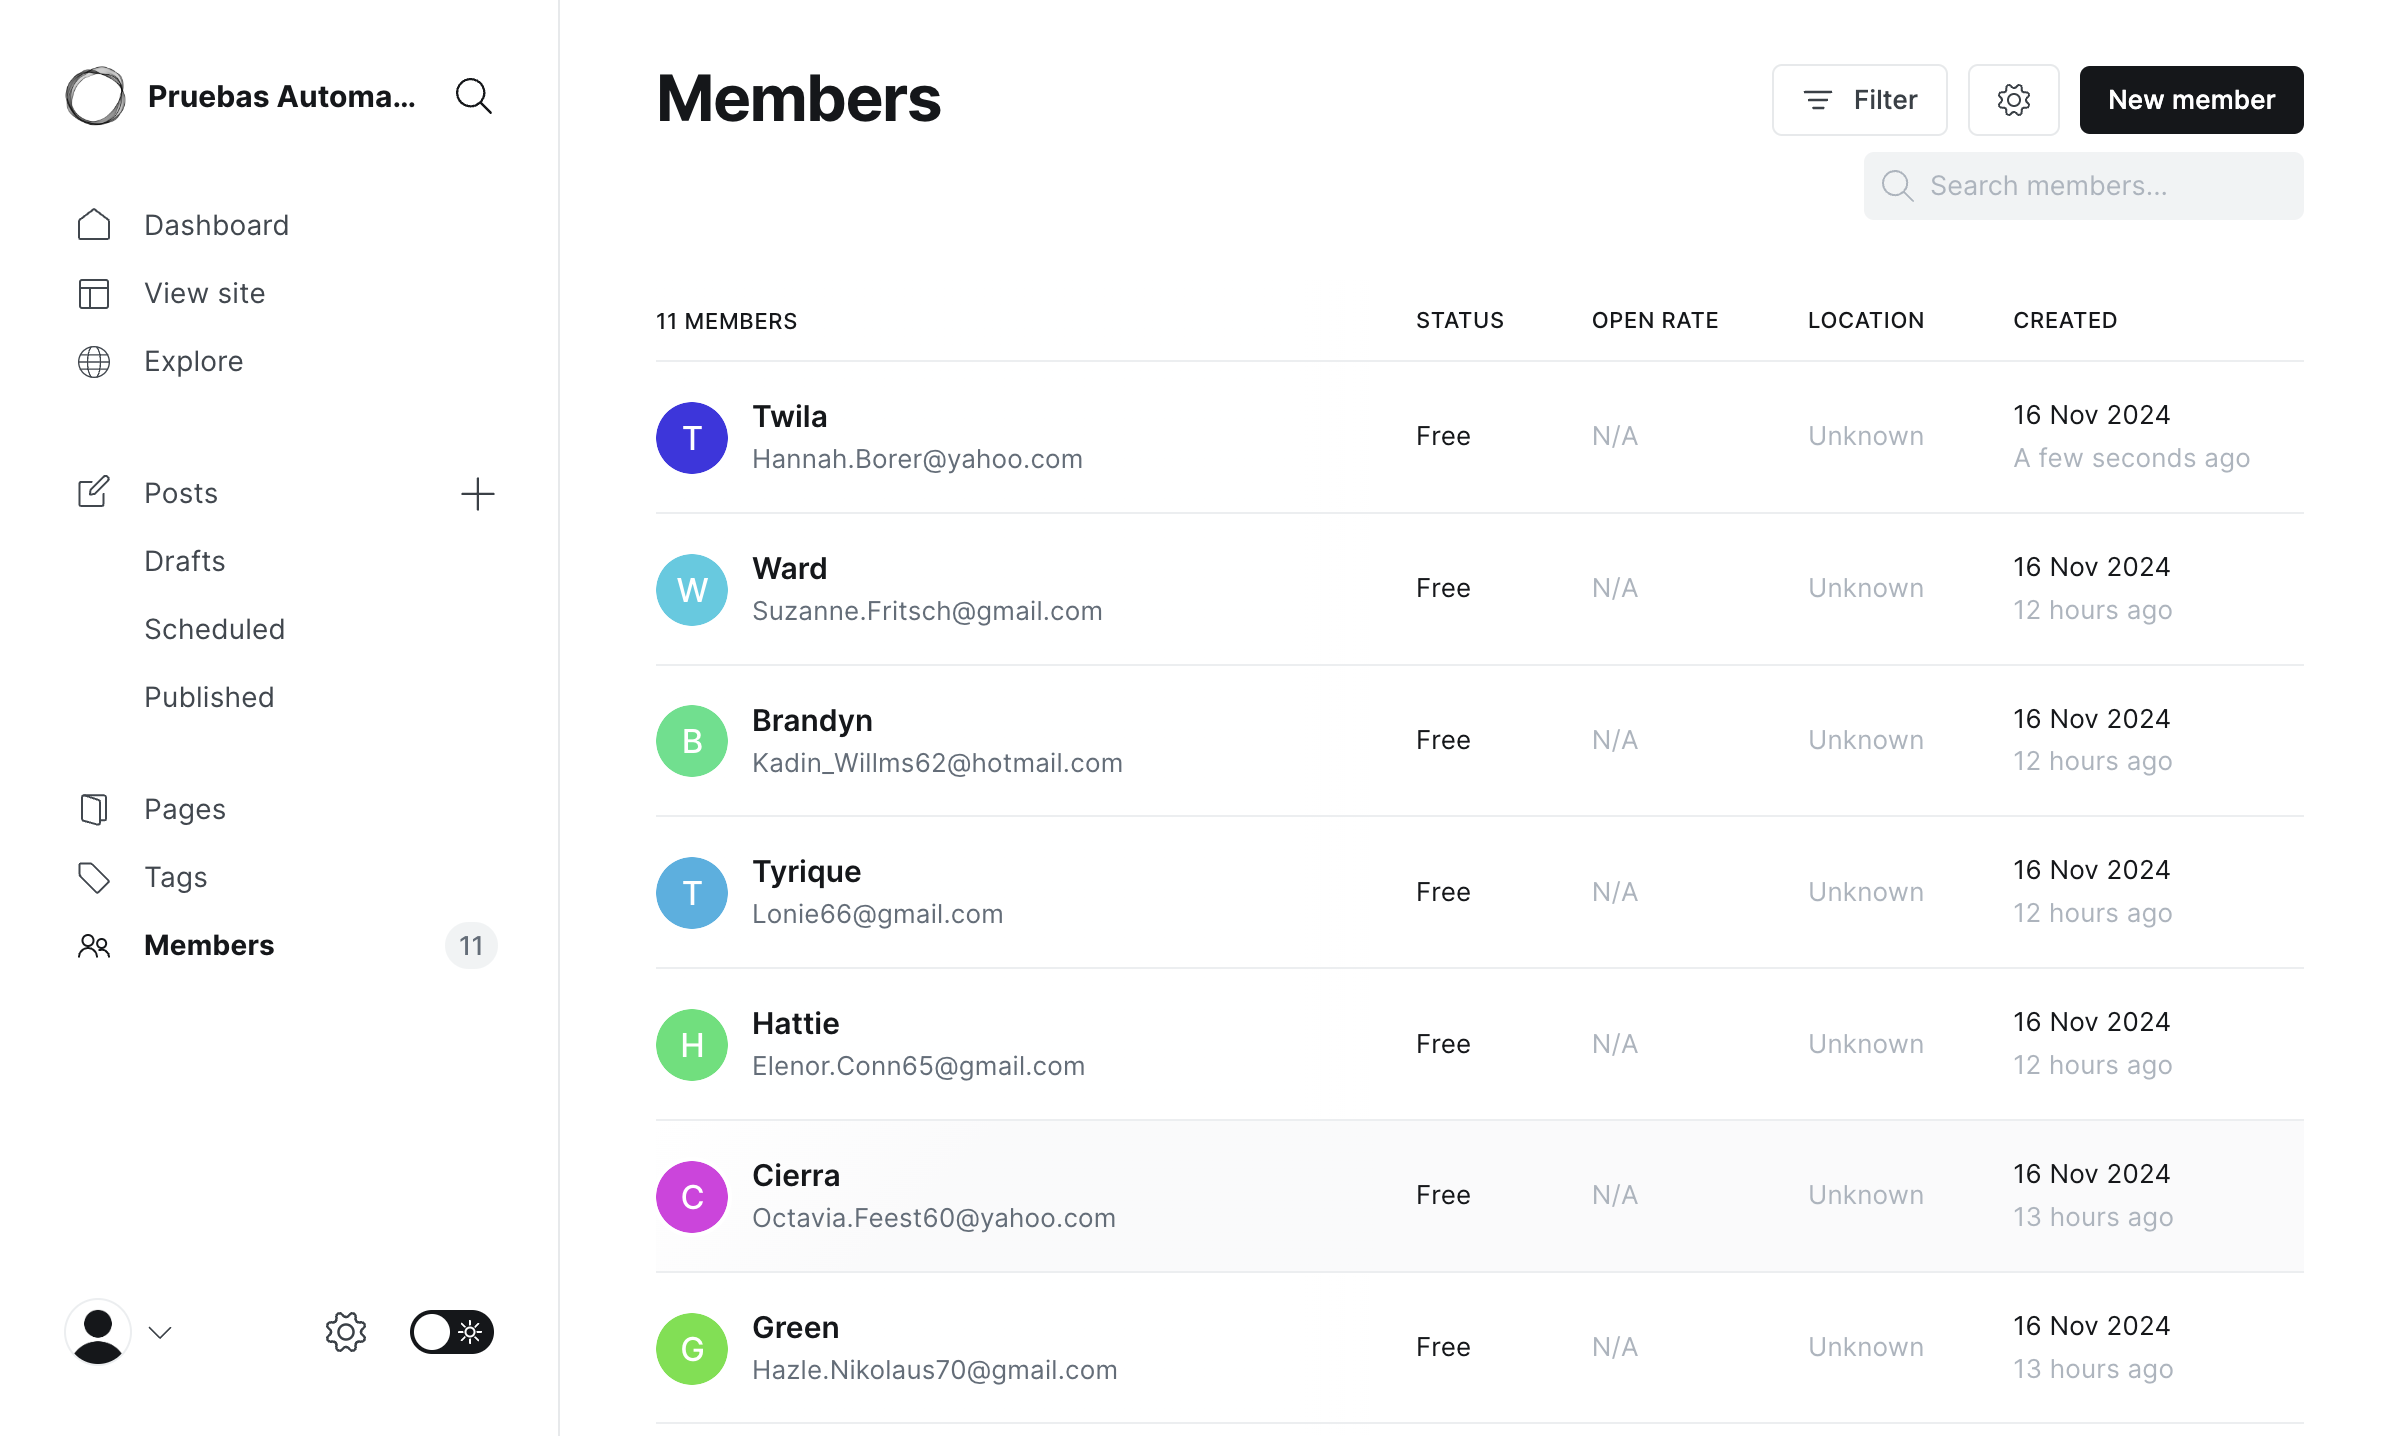 Pruebas Automa...
Dashboard
View site
Explore
Posts
Drafts
Scheduled
Published
Pages
Tags
Members 11
Members
Filter
New member
Search members...
11 MEMBERS STATUS OPEN RATE LOCATION CREATED
T Twila Hannah.Borer@yahoo.com Free N/A Unknown 16 Nov 2024 A few seconds ago
W Ward Suzanne.Fritsch@gmail.com Free N/A Unknown 16 Nov 2024 12 hours ago
B Brandyn Kadin_Willms62@hotmail.com Free N/A Unknown 16 Nov 2024 12 hours ago
T Tyrique Lonie66@gmail.com Free N/A Unknown 16 Nov 2024 12 hours ago
H Hattie Elenor.Conn65@gmail.com Free N/A Unknown 16 Nov 2024 12 hours ago
C Cierra Octavia.Feest60@yahoo.com Free N/A Unknown 16 Nov 2024 13 hours ago
G Green Hazle.Nikolaus70@gmail.com Free N/A Unknown 16 Nov 2024 13 hours ago